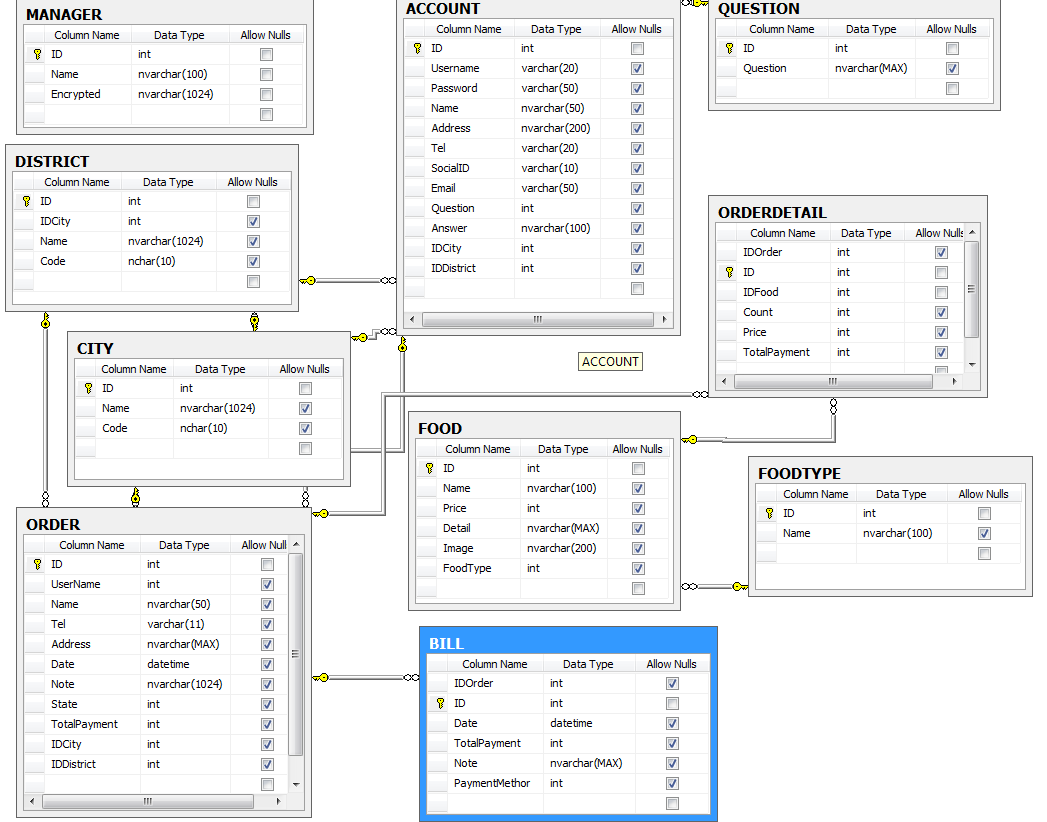 MANAGER
Column Name Data Type Allow Nulls
ID int
Name nvarchar(100)
Encrypted nvarchar(1024)
ACCOUNT
Column Name Data Type Allow Nulls
ID int
Username varchar(20)
Password varchar(50)
Name nvarchar(50)
Address nvarchar(200)
Tel varchar(20)
SocialID varchar(10)
Email varchar(50)
Question int
Answer nvarchar(100)
IDCity int
IDDistrict int
QUESTION
Column Name Data Type Allow Nulls
ID int
Question nvarchar(MAX)
DISTRICT
Column Name Data Type Allow Nulls
ID int
IDCity int
Name nvarchar(1024)
Code nchar(10)
ORDERDETAIL
Column Name Data Type Allow Nulls
IDOrder int
ID int
IDFood int
Count int
Price int
TotalPayment int
CITY
Column Name Data Type Allow Nulls
ID int
Name nvarchar(1024)
Code nchar(10)
ACCOUNT
FOOD
Column Name Data Type Allow Nulls
ID int
Name nvarchar(100)
Price int
Detail nvarchar(MAX)
Image nvarchar(200)
FoodType int
FOODTYPE
Column Name Data Type Allow Nulls
ID int
Name nvarchar(100)
ORDER
Column Name Data Type Allow Null
ID int
UserName int
Name nvarchar(50)
Tel varchar(11)
Address nvarchar(MAX)
Date datetime
Note nvarchar(1024)
State int
TotalPayment int
IDCity int
IDDistrict int
BILL
Column Name Data Type Allow Nulls
IDOrder int
ID int
Date datetime
TotalPayment int
Note nvarchar(MAX)
PaymentMethor int